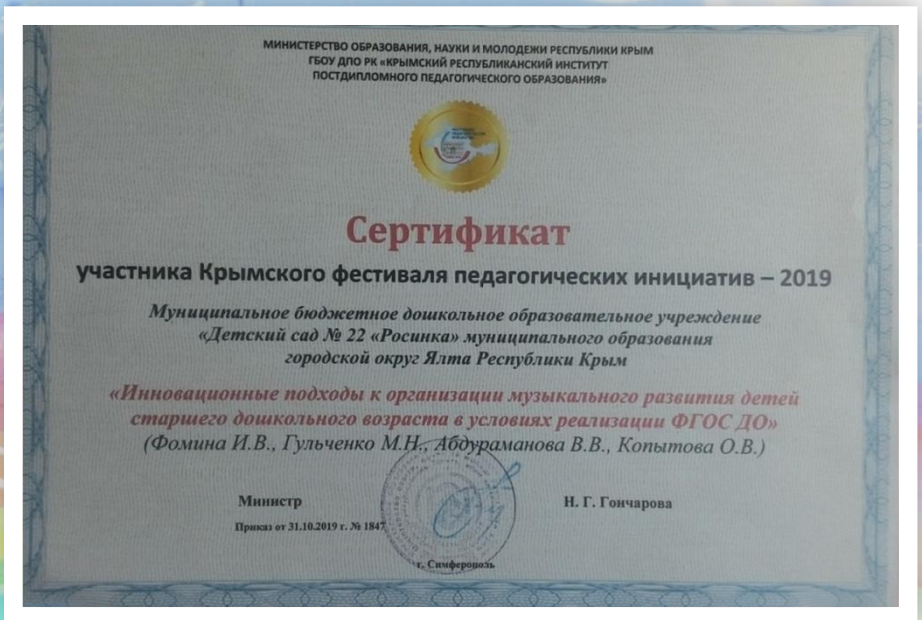 МИНИСТЕРСТВО ОБРАЗОВАНИЯ, НАУКИ И МОЛОДЕЖИ РЕСПУБЛИКИ КРЫМ
ГБОУ ДПО РК «КРЫМСКИЙ РЕСПУБЛИКАНСКИЙ ИНСТИТУТ
ПОСТДИПЛОМНОГО ПЕДАГОГИЧЕСКОГО ОБРАЗОВАНИЯ»
Сертификат
участника Крымского фестиваля педагогических инициатив – 2019
Муниципальное бюджетное дошкольное образовательное учреждение
«Детский сад № 22 «Росинка» муниципального образования
городской округ Ялта Республики Крым
«Инновационные подходы к организации музыкального развития детей
старшего дошкольного возраста в условиях реализации ФГОС ДО»
(Фомина И.В., Гульченко М.Н., Абдураманова В.В., Копытова О.В.)
Министр Н. Г. Гончарова
Приказ от 31.10.2019 г. № 1847
г. Симферополь